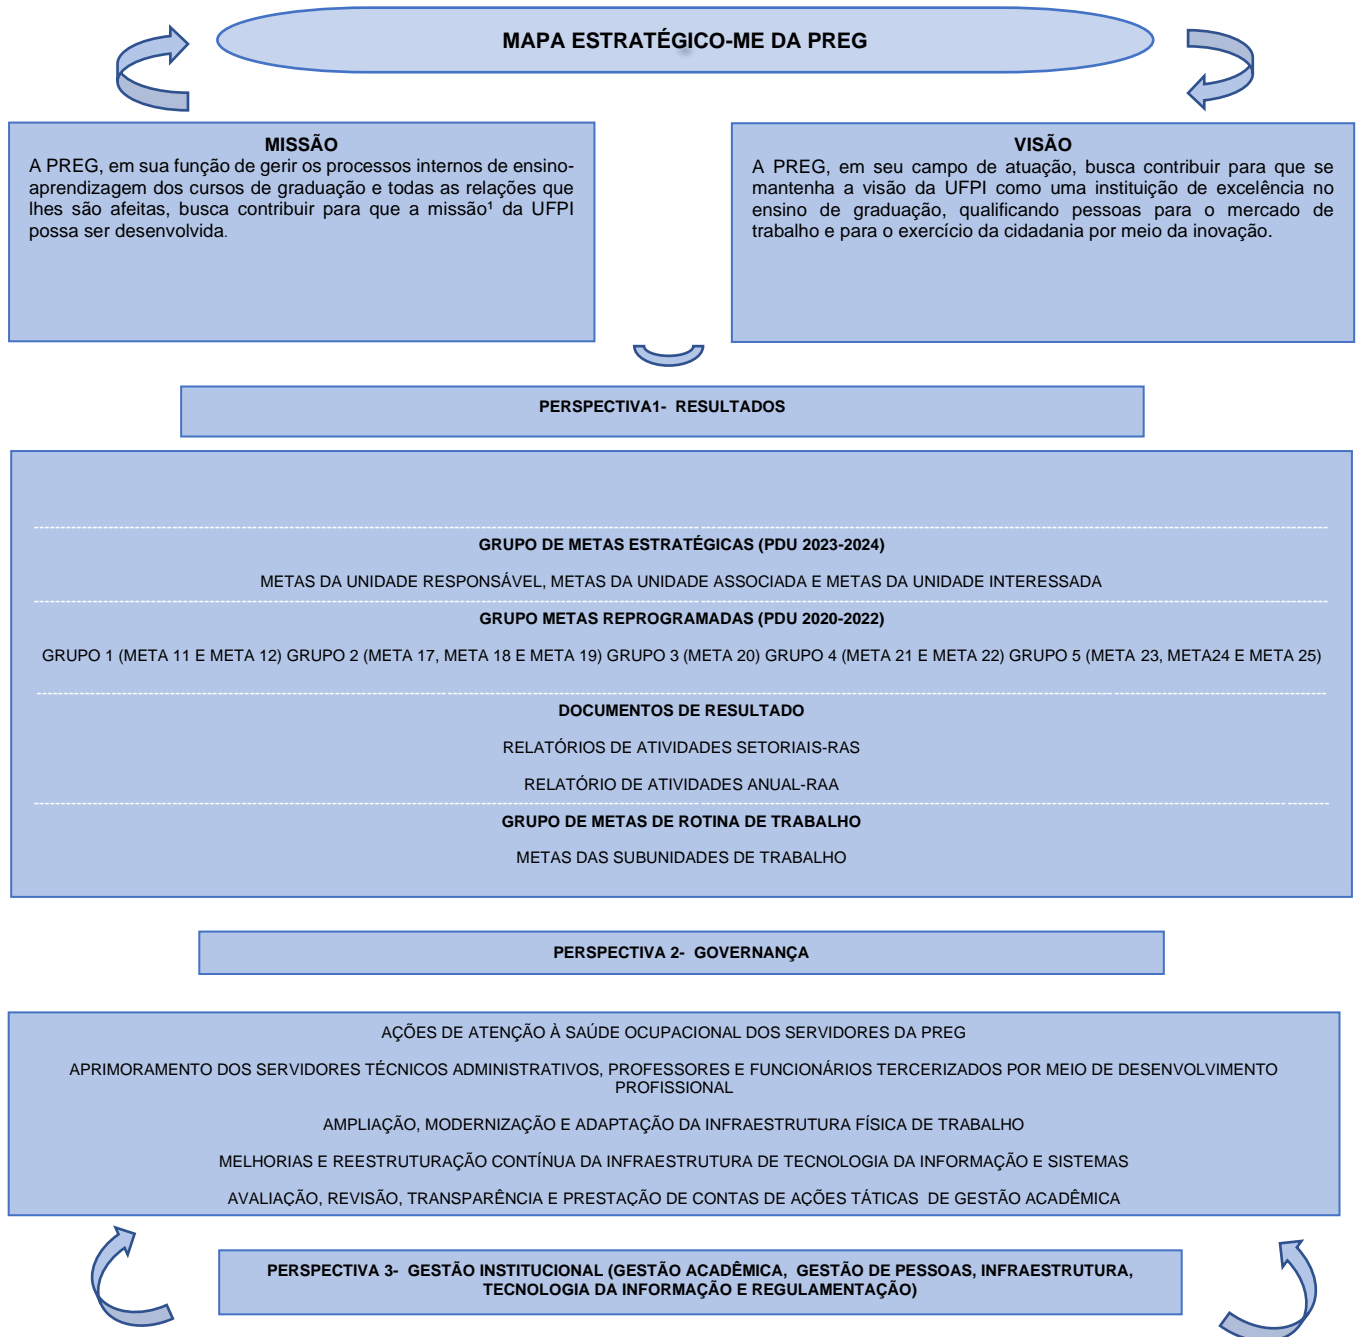 MAPA ESTRATÉGICO-ME DA PREG
MISSÃO
A PREG, em sua função de gerir os processos internos de ensino-
aprendizagem dos cursos de graduação e todas as relações que
lhes são afeitas, busca contribuir para que a missão¹ da UFPI
possa ser desenvolvida.
VISÃO
A PREG, em seu campo de atuação, busca contribuir para que se
mantenha a visão da UFPI como uma instituição de excelência no
ensino de graduação, qualificando pessoas para o mercado de
trabalho e para o exercício da cidadania por meio da inovação.
PERSPECTIVA1- RESULTADOS
GRUPO DE METAS ESTRATÉGICAS (PDU 2023-2024)
METAS DA UNIDADE RESPONSÁVEL, METAS DA UNIDADE ASSOCIADA E METAS DA UNIDADE INTERESSADA
GRUPO METAS REPROGRAMADAS (PDU 2020-2022)
GRUPO 1 (META 11 E META 12) GRUPO 2 (META 17, META 18 E META 19) GRUPO 3 (META 20) GRUPO 4 (META 21 E META 22) GRUPO 5 (META 23, META24 E META 25)
DOCUMENTOS DE RESULTADO
RELATÓRIOS DE ATIVIDADES SETORIAIS-RAS
RELATÓRIO DE ATIVIDADES ANUAL-RAA
GRUPO DE METAS DE ROTINA DE TRABALHO
METAS DAS SUBUNIDADES DE TRABALHO
PERSPECTIVA 2- GOVERNANÇA
AÇÕES DE ATENÇÃO À SAÚDE OCUPACIONAL DOS SERVIDORES DA PREG
APRIMORAMENTO DOS SERVIDORES TÉCNICOS ADMINISTRATIVOS, PROFESSORES E FUNCIONÁRIOS TERCERIZADOS POR MEIO DE DESENVOLVIMENTO
PROFISSIONAL
AMPLIAÇÃO, MODERNIZAÇÃO E ADAPTAÇÃO DA INFRAESTRUTURA FÍSICA DE TRABALHO
MELHORIAS E REESTRUTURAÇÃO CONTÍNUA DA INFRAESTRUTURA DE TECNOLOGIA DA INFORMAÇÃO E SISTEMAS
AVALIAÇÃO, REVISÃO, TRANSPARÊNCIA E PRESTAÇÃO DE CONTAS DE AÇÕES TÁTICAS DE GESTÃO ACADÊMICA
PERSPECTIVA 3- GESTÃO INSTITUCIONAL (GESTÃO ACADÊMICA, GESTÃO DE PESSOAS, INFRAESTRUTURA,
TECNOLOGIA DA INFORMAÇÃO E REGULAMENTAÇÃO)